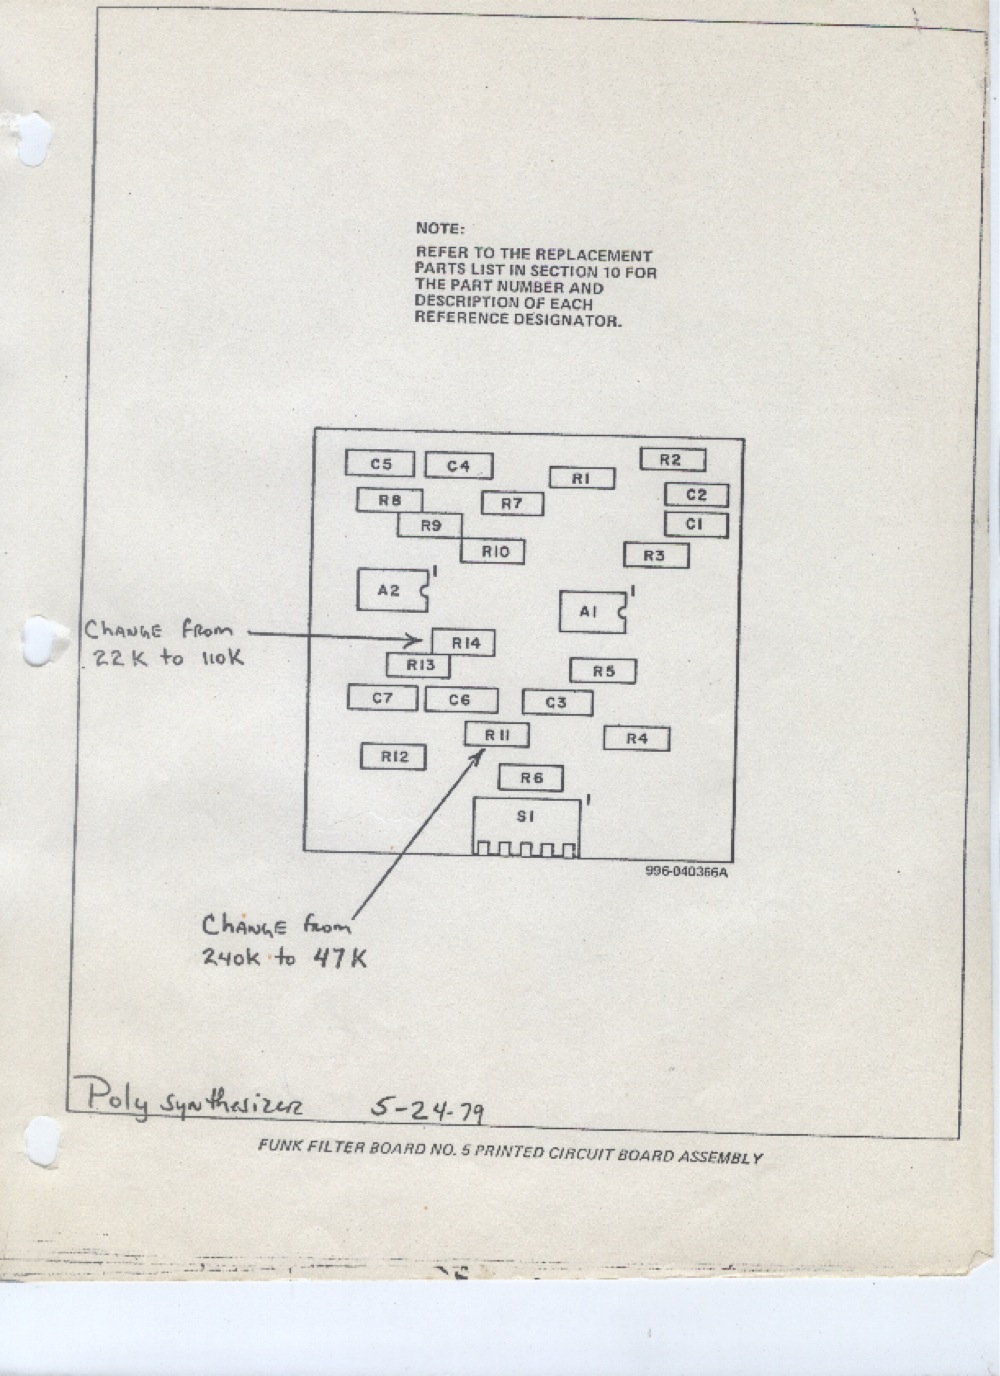 NOTE:
REFER TO THE REPLACEMENT
PARTS LIST IN SECTION 10 FOR
THE PART NUMBER AND
DESCRIPTION OF EACH
REFERENCE DESIGNATOR.
C5 C4 R1 R2
R8 R7 C2
R9 C1
R10 R3
A2 A1
CHANGE from
22K to 110K
R14
R13 R5
C7 C6 C3
R11 R4
R12
R6
S1
996-040366A
CHANGE from
240K to 47K
Poly synthesizer 5-24-79
FUNK FILTER BOARD NO. 5 PRINTED CIRCUIT BOARD ASSEMBLY